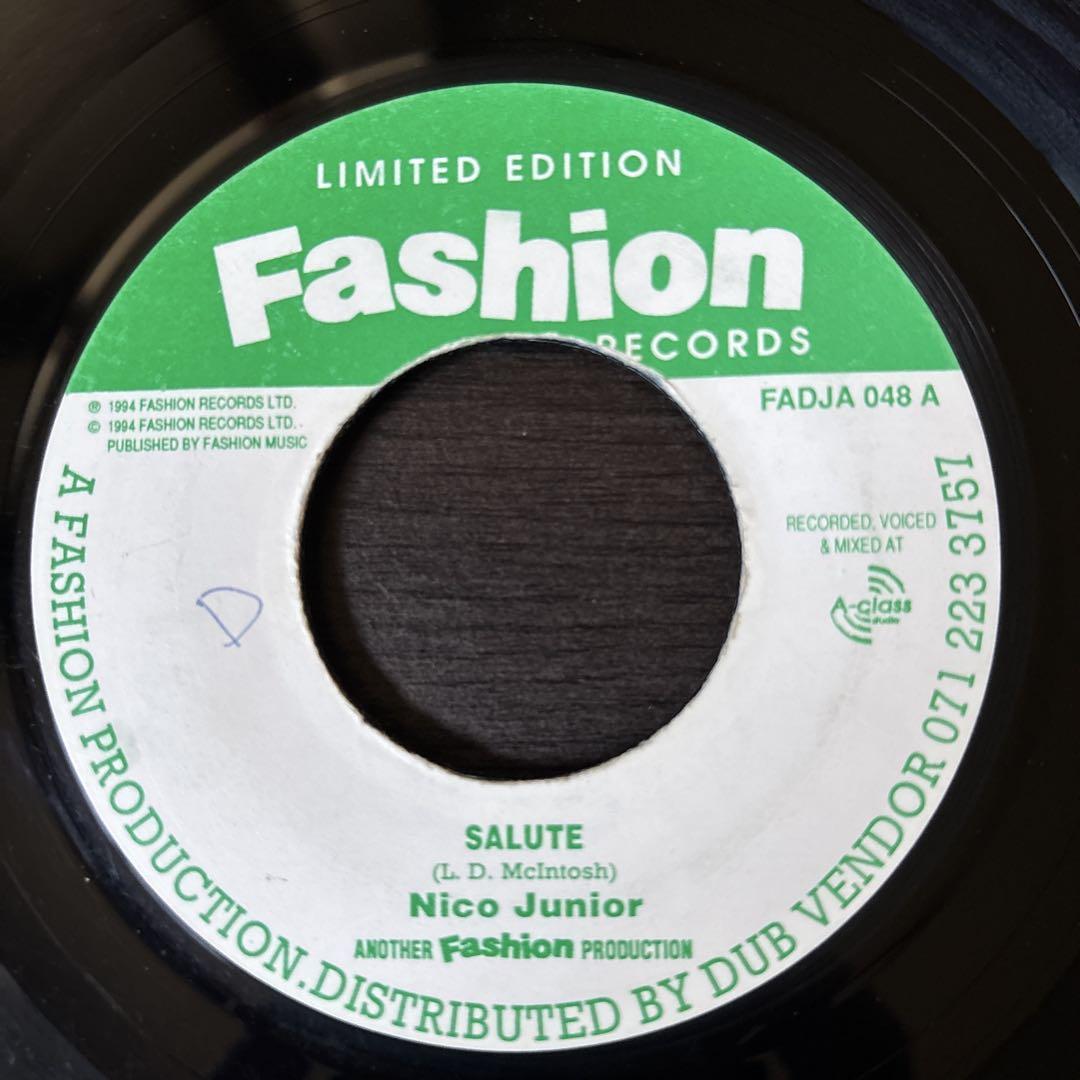 LIMITED EDITION
Fashion
RECORDS
℗ 1994 FASHION RECORDS LTD.
© 1994 FASHION RECORDS LTD.
PUBLISHED BY FASHION MUSIC
FADJA 048 A
RECORDED, VOICED
& MIXED AT
A-class
studio
D
SALUTE
(L. D. McIntosh)
Nico Junior
ANOTHER Fashion PRODUCTION
A FASHION PRODUCTION.DISTRIBUTED BY DUB VENDOR 071 223 3757